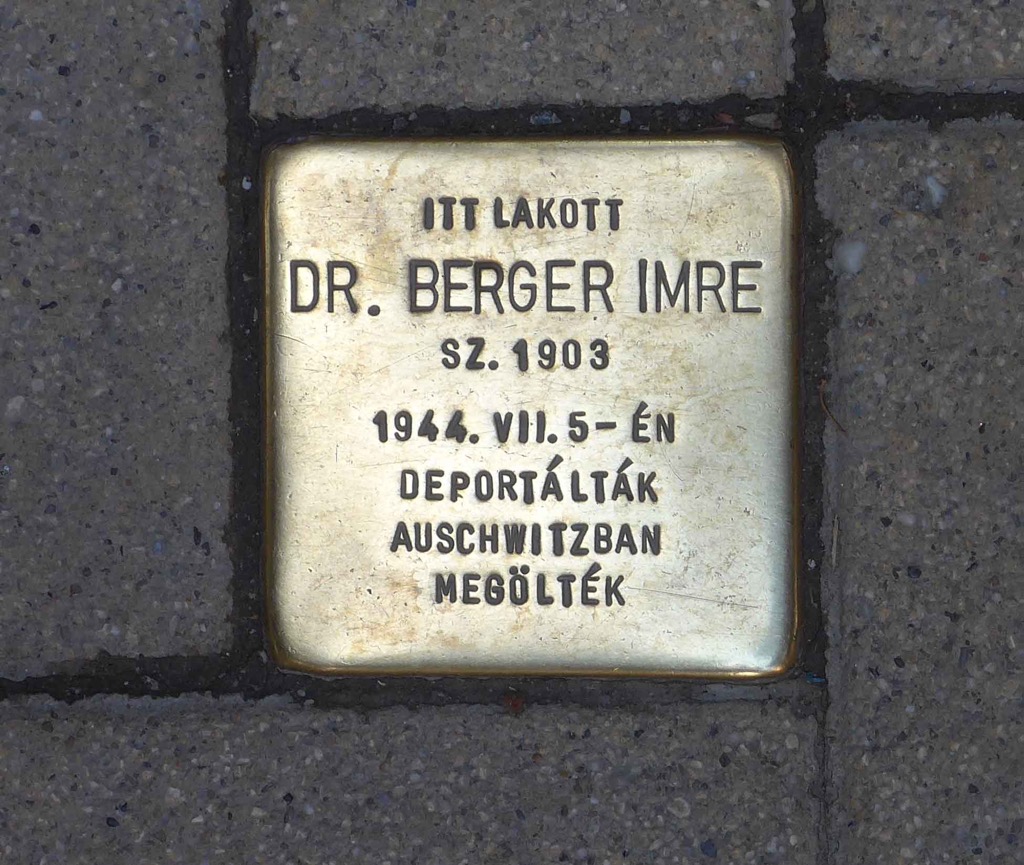 ITT LAKOTT
DR. BERGER IMRE
SZ. 1903
1944. VII. 5-ÉN
DEPORTÁLTÁK
AUSCHWITZBAN
MEGÖLTÉK